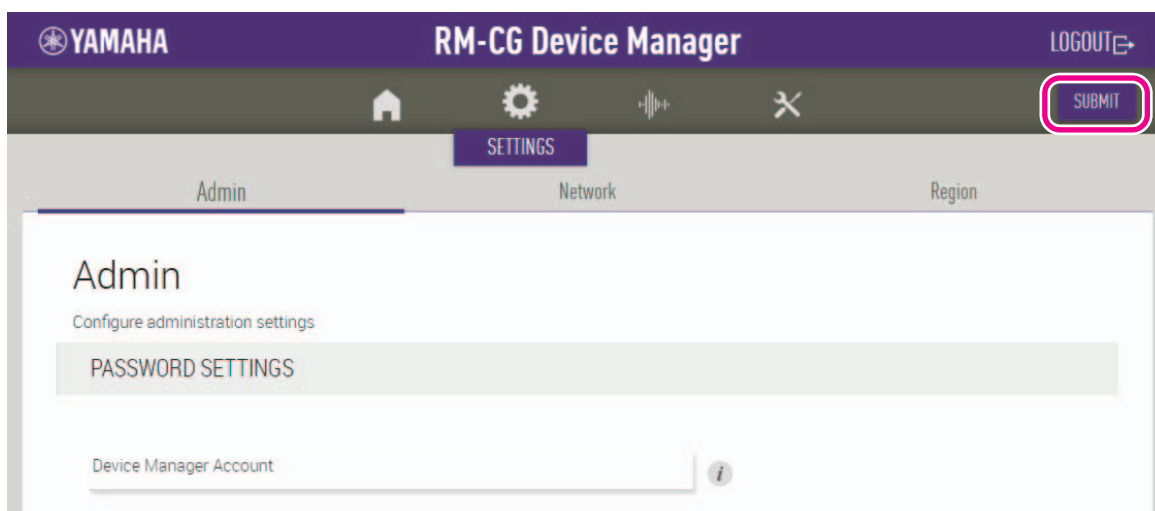 YAMAHA RM-CG Device Manager LOGOUT
SUBMIT
SETTINGS
Admin Network Region
Admin
Configure administration settings
PASSWORD SETTINGS
Device Manager Account i